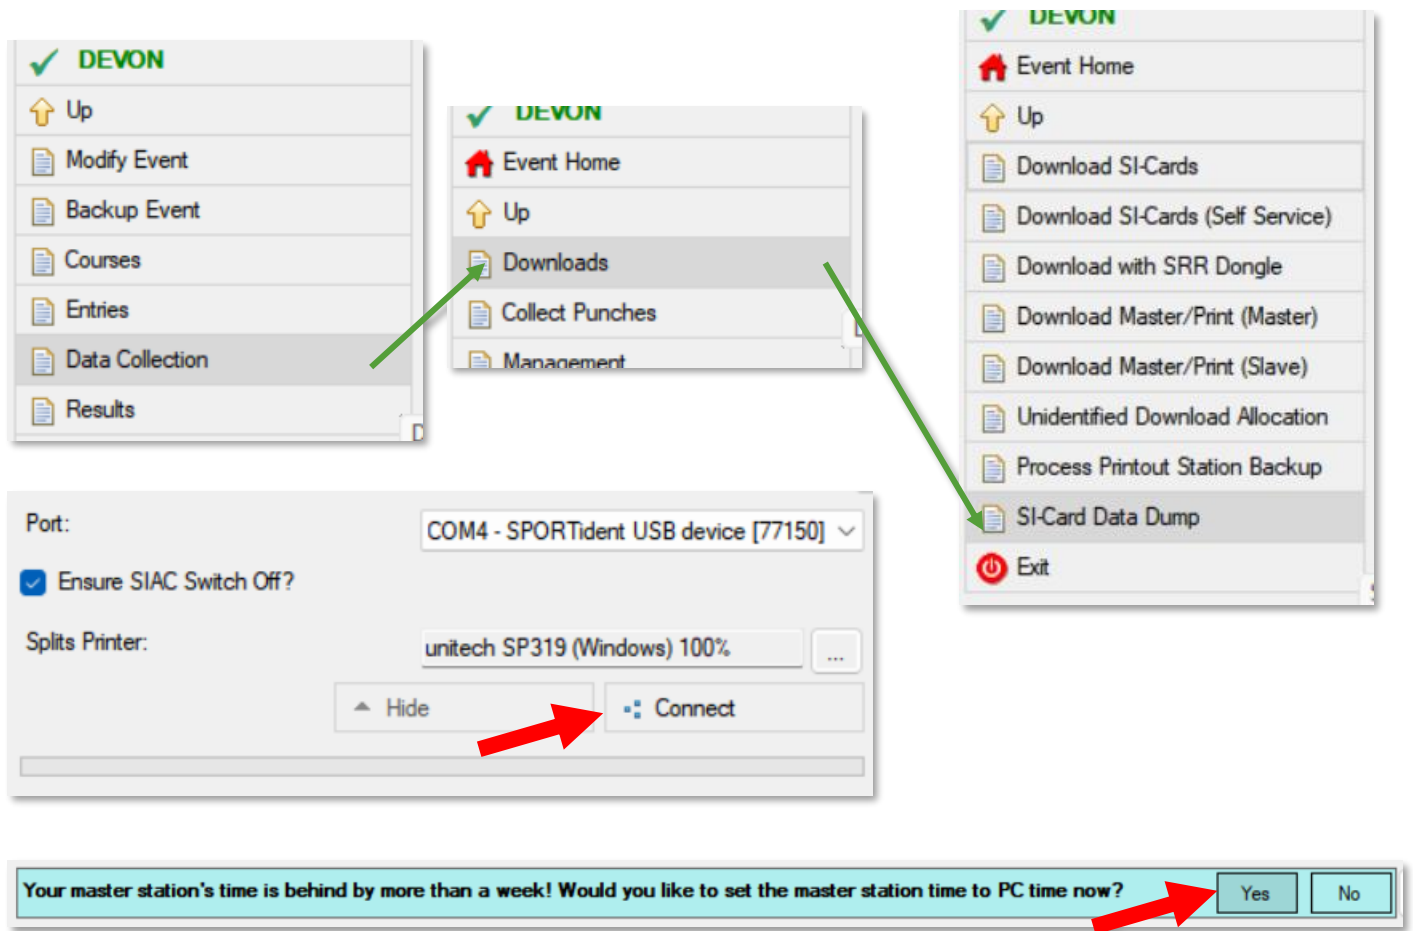 DEVON
Up
Modify Event
Backup Event
Courses
Entries
Data Collection
Results
DEVON
Event Home
Up
Downloads
Collect Punches
Management
DEVON
Event Home
Up
Download SI-Cards
Download SI-Cards (Self Service)
Download with SRR Dongle
Download Master/Print (Master)
Download Master/Print (Slave)
Unidentified Download Allocation
Process Printout Station Backup
SI-Card Data Dump
Exit
Port:
COM4 - SPORTident USB device [77150]
Ensure SIAC Switch Off?
Splits Printer:
unitech SP319 (Windows) 100%
...
Hide
Connect
Your master station's time is behind by more than a week! Would you like to set the master station time to PC time now?
Yes
No